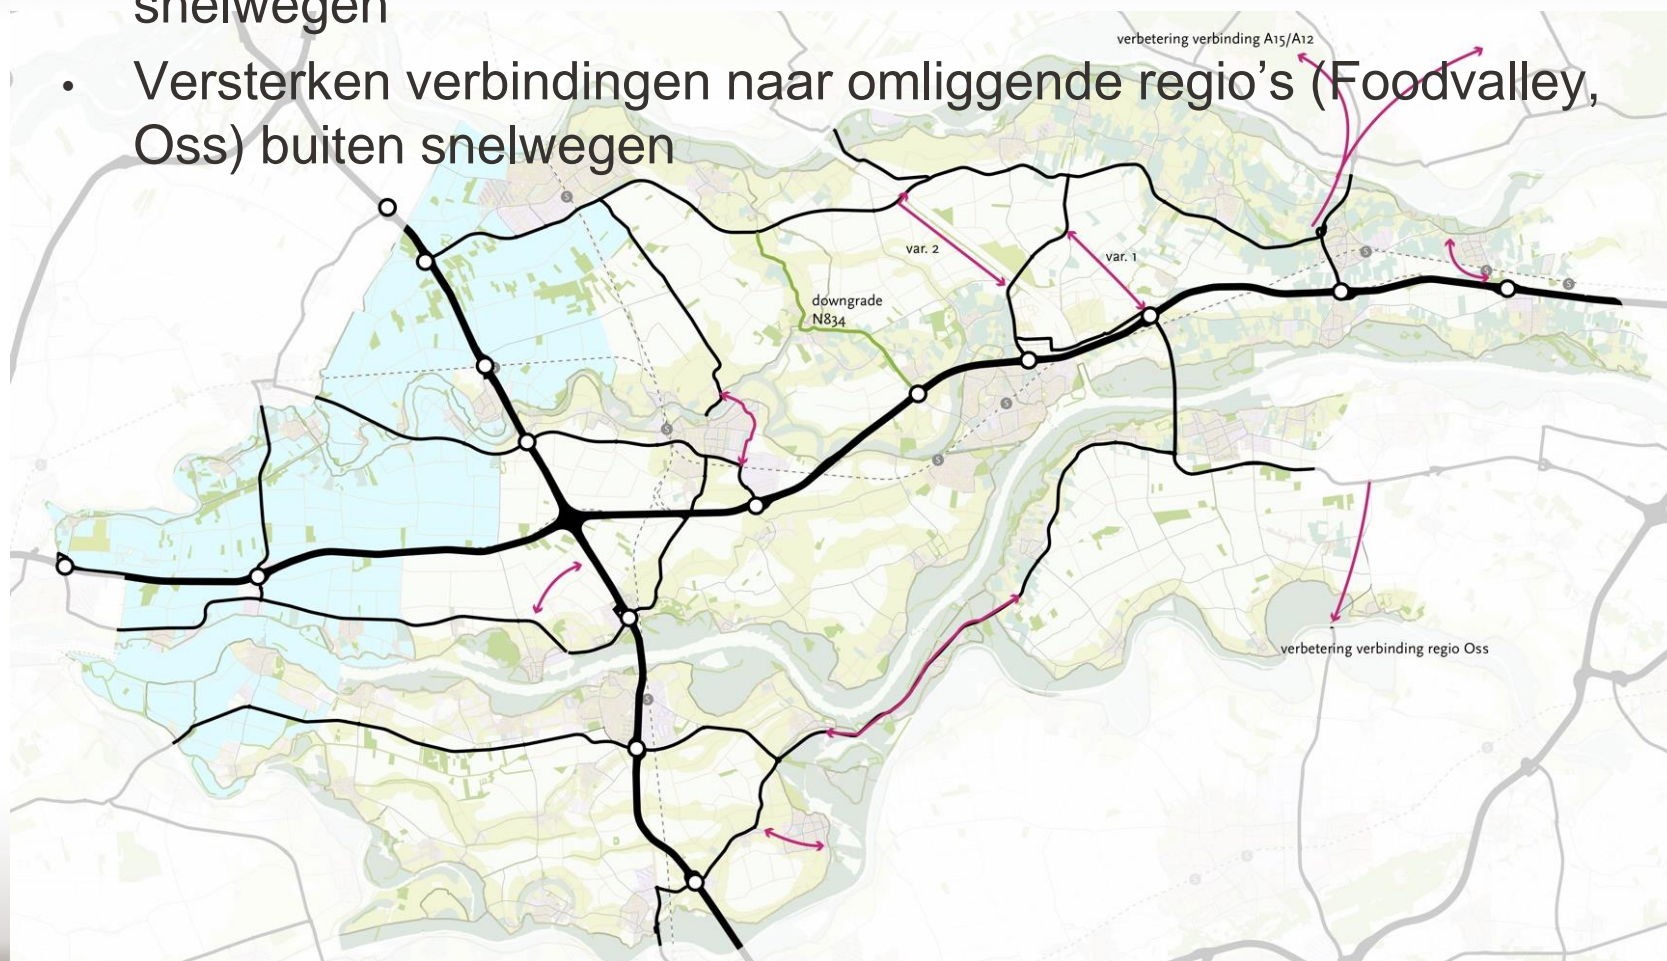 snelwegen
• Versterken verbindingen naar omliggende regio’s (Foodvalley,
Oss) buiten snelwegen
verbetering verbinding A15/A12
var. 2
var. 1
downgrade
N834
verbetering verbinding regio Oss
S
S
S
S
S
S
S
S
S
S
S
S